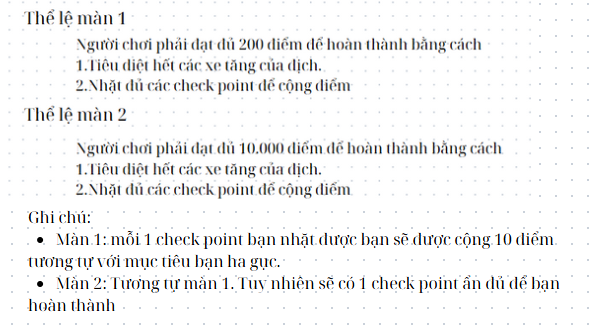 Thể lệ màn 1
Người chơi phải đạt đủ 200 điểm để hoàn thành bằng cách
1.Tiêu diệt hết các xe tăng của địch.
2.Nhặt đủ các check point để cộng điểm
Thể lệ màn 2
Người chơi phải đạt đủ 10.000 điểm để hoàn thành bằng cách
1.Tiêu diệt hết các xe tăng của địch.
2.Nhặt đủ các check point để cộng điểm
Ghi chú:
• Màn 1: mỗi 1 check point bạn nhặt được bạn sẽ được cộng 10 điểm
tương tự với mục tiêu bạn hạ gục.
• Màn 2: Tương tự màn 1. Tuy nhiên sẽ có 1 check point ẩn đủ để bạn
hoàn thành